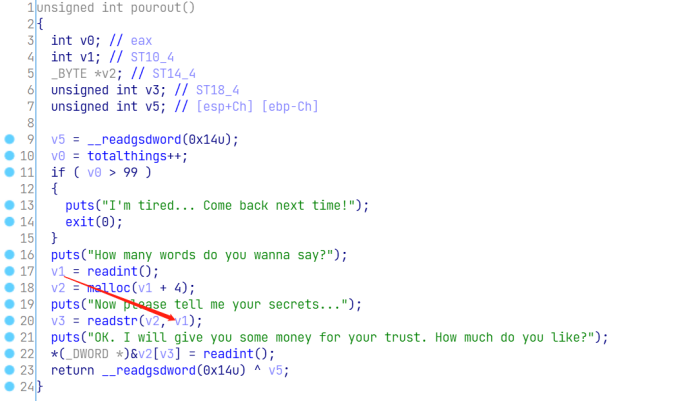 1 unsigned int pourout()
2 {
3 int v0; // eax
4 int v1; // ST10_4
5 _BYTE *v2; // ST14_4
6 unsigned int v3; // ST18_4
7 unsigned int v5; // [esp+Ch] [ebp-Ch]
8
9 v5 = __readgsdword(0x14u);
10 v0 = totalthings++;
11 if ( v0 > 99 )
12 {
13 puts("I'm tired... Come back next time!");
14 exit(0);
15 }
16 puts("How many words do you wanna say?");
17 v1 = readint();
18 v2 = malloc(v1 + 4);
19 puts("Now please tell me your secrets...");
20 v3 = readstr(v2, v1);
21 puts("OK. I will give you some money for your trust. How much do you like?");
22 *(_DWORD *)&v2[v3] = readint();
23 return __readgsdword(0x14u) ^ v5;
24 }